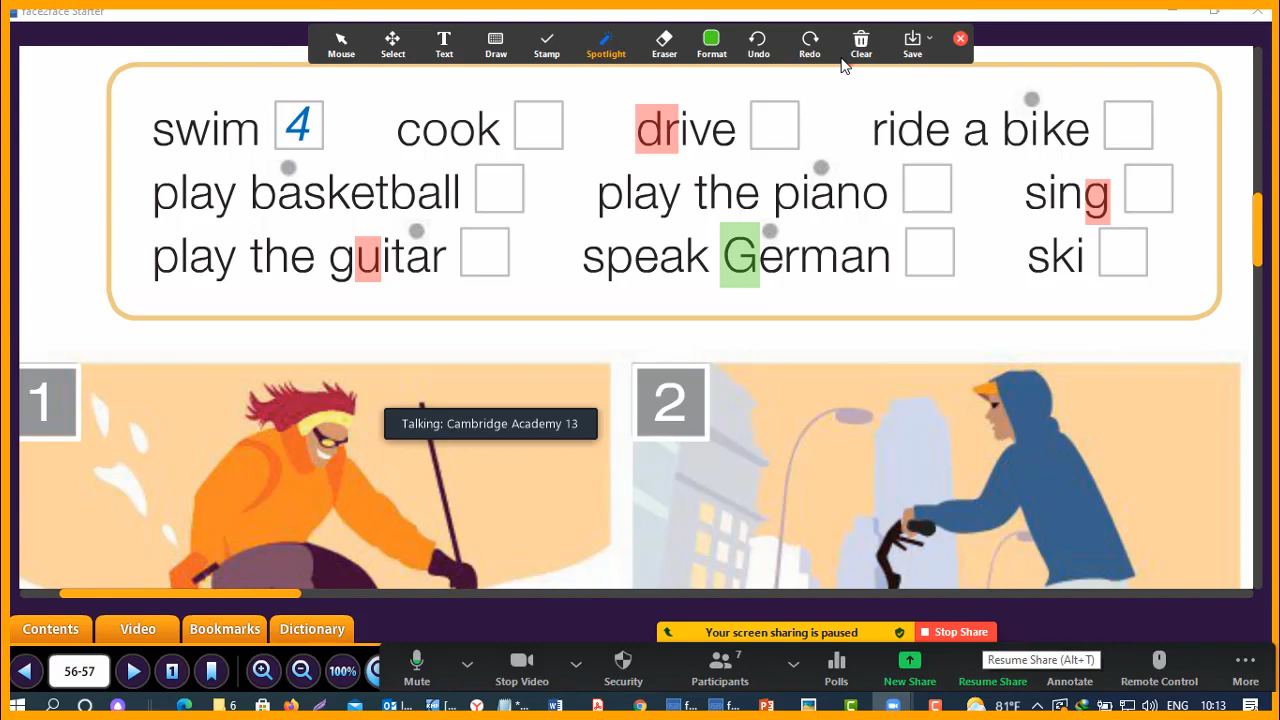 face2face Starter
Mouse Select Text Draw Stamp Spotlight Eraser Format Undo Redo Clear Save
swim 4 cook drive ride a bike
play basketball play the piano sing
play the guitar speak German ski
1 2
Talking: Cambridge Academy 13
Contents Video Bookmarks Dictionary
Your screen sharing is paused Stop Share
Resume Share (Alt+T)
56-57 1 100%
7
Mute Stop Video Security Participants Polls New Share Resume Share Annotate Remote Control More
6 81°F ENG 10:13